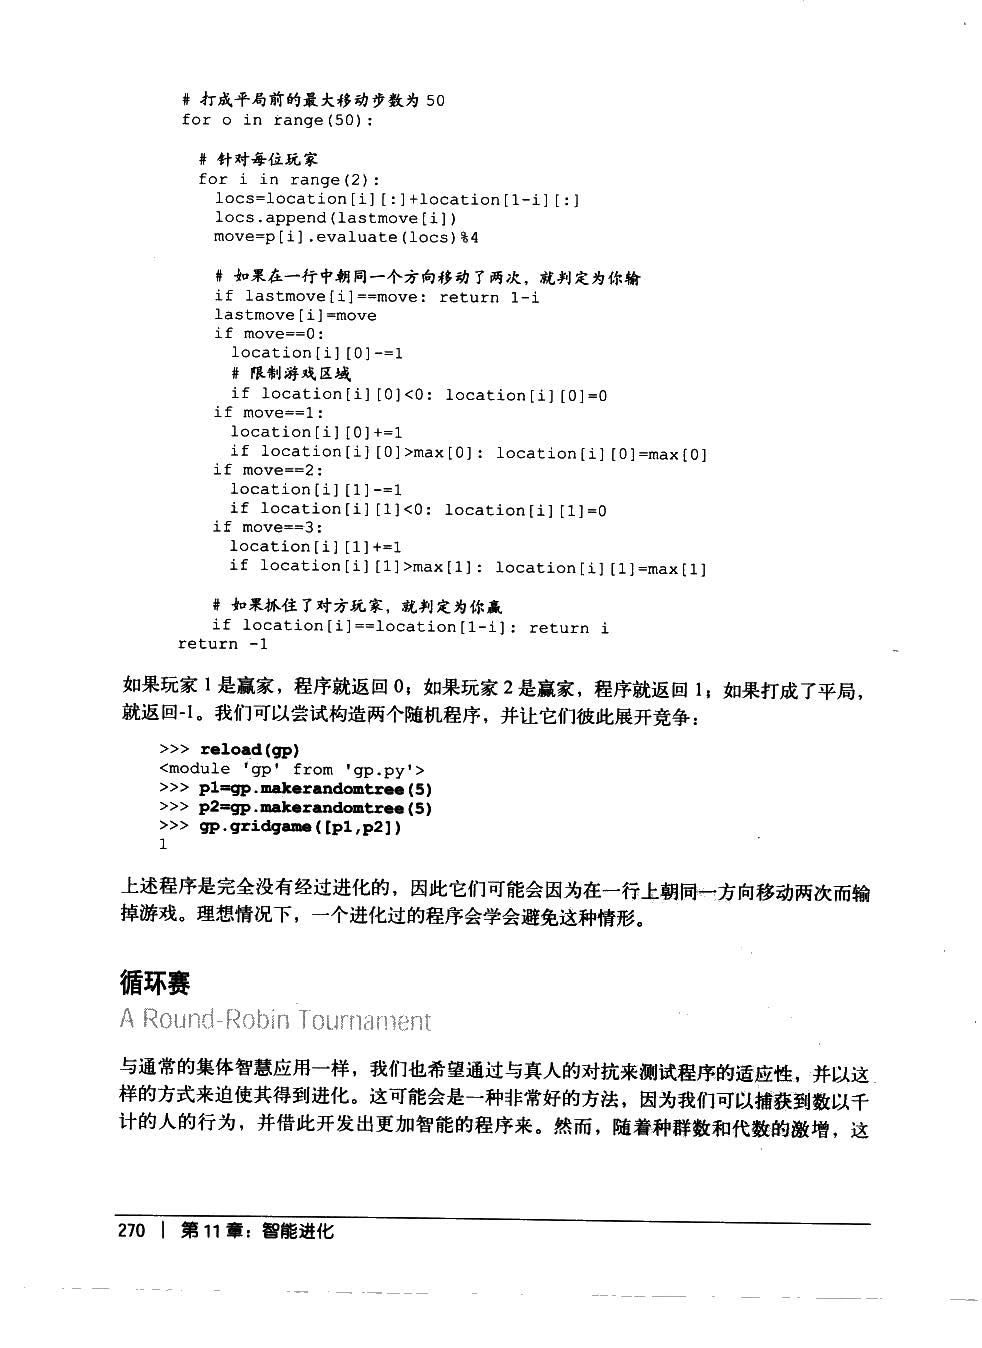 # 打成平局前的最大移动步数为 50
for o in range(50):
# 针对每位玩家
for i in range(2):
locs=location[i][:]+location[1-i][:]
locs.append(lastmove[i])
move=p[i].evaluate(locs)%4
# 如果在一行中朝同一个方向移动了两次，就判定为你输
if lastmove[i]==move: return 1-i
lastmove[i]=move
if move==0:
location[i][0]-=1
# 限制游戏区域
if location[i][0]<0: location[i][0]=0
if move==1:
location[i][0]+=1
if location[i][0]>max[0]: location[i][0]=max[0]
if move==2:
location[i][1]-=1
if location[i][1]<0: location[i][1]=0
if move==3:
location[i][1]+=1
if location[i][1]>max[1]: location[i][1]=max[1]
# 如果抓住了对方玩家，就判定为你赢
if location[i]==location[1-i]: return i
return -1
如果玩家 1 是赢家，程序就返回 0；如果玩家 2 是赢家，程序就返回 1；如果打成了平局，
就返回-1。我们可以尝试构造两个随机程序，并让它们彼此展开竞争：
>>> reload(gp)
<module 'gp' from 'gp.py'>
>>> p1=gp.makerandomtree(5)
>>> p2=gp.makerandomtree(5)
>>> gp.gridgame([p1,p2])
1
上述程序是完全没有经过进化的，因此它们可能会因为在一行上朝同一方向移动两次而输
掉游戏。理想情况下，一个进化过的程序会学会避免这种情形。
循环赛
A Round-Robin Tournament
与通常的集体智慧应用一样，我们也希望通过与真人的对抗来测试程序的适应性，并以这
样的方式来迫使其得到进化。这可能会是一种非常好的方法，因为我们可以捕获到数以千
计的人的行为，并借此开发出更加智能的程序来。然而，随着种群数和代数的激增，这
270 | 第 11 章：智能进化